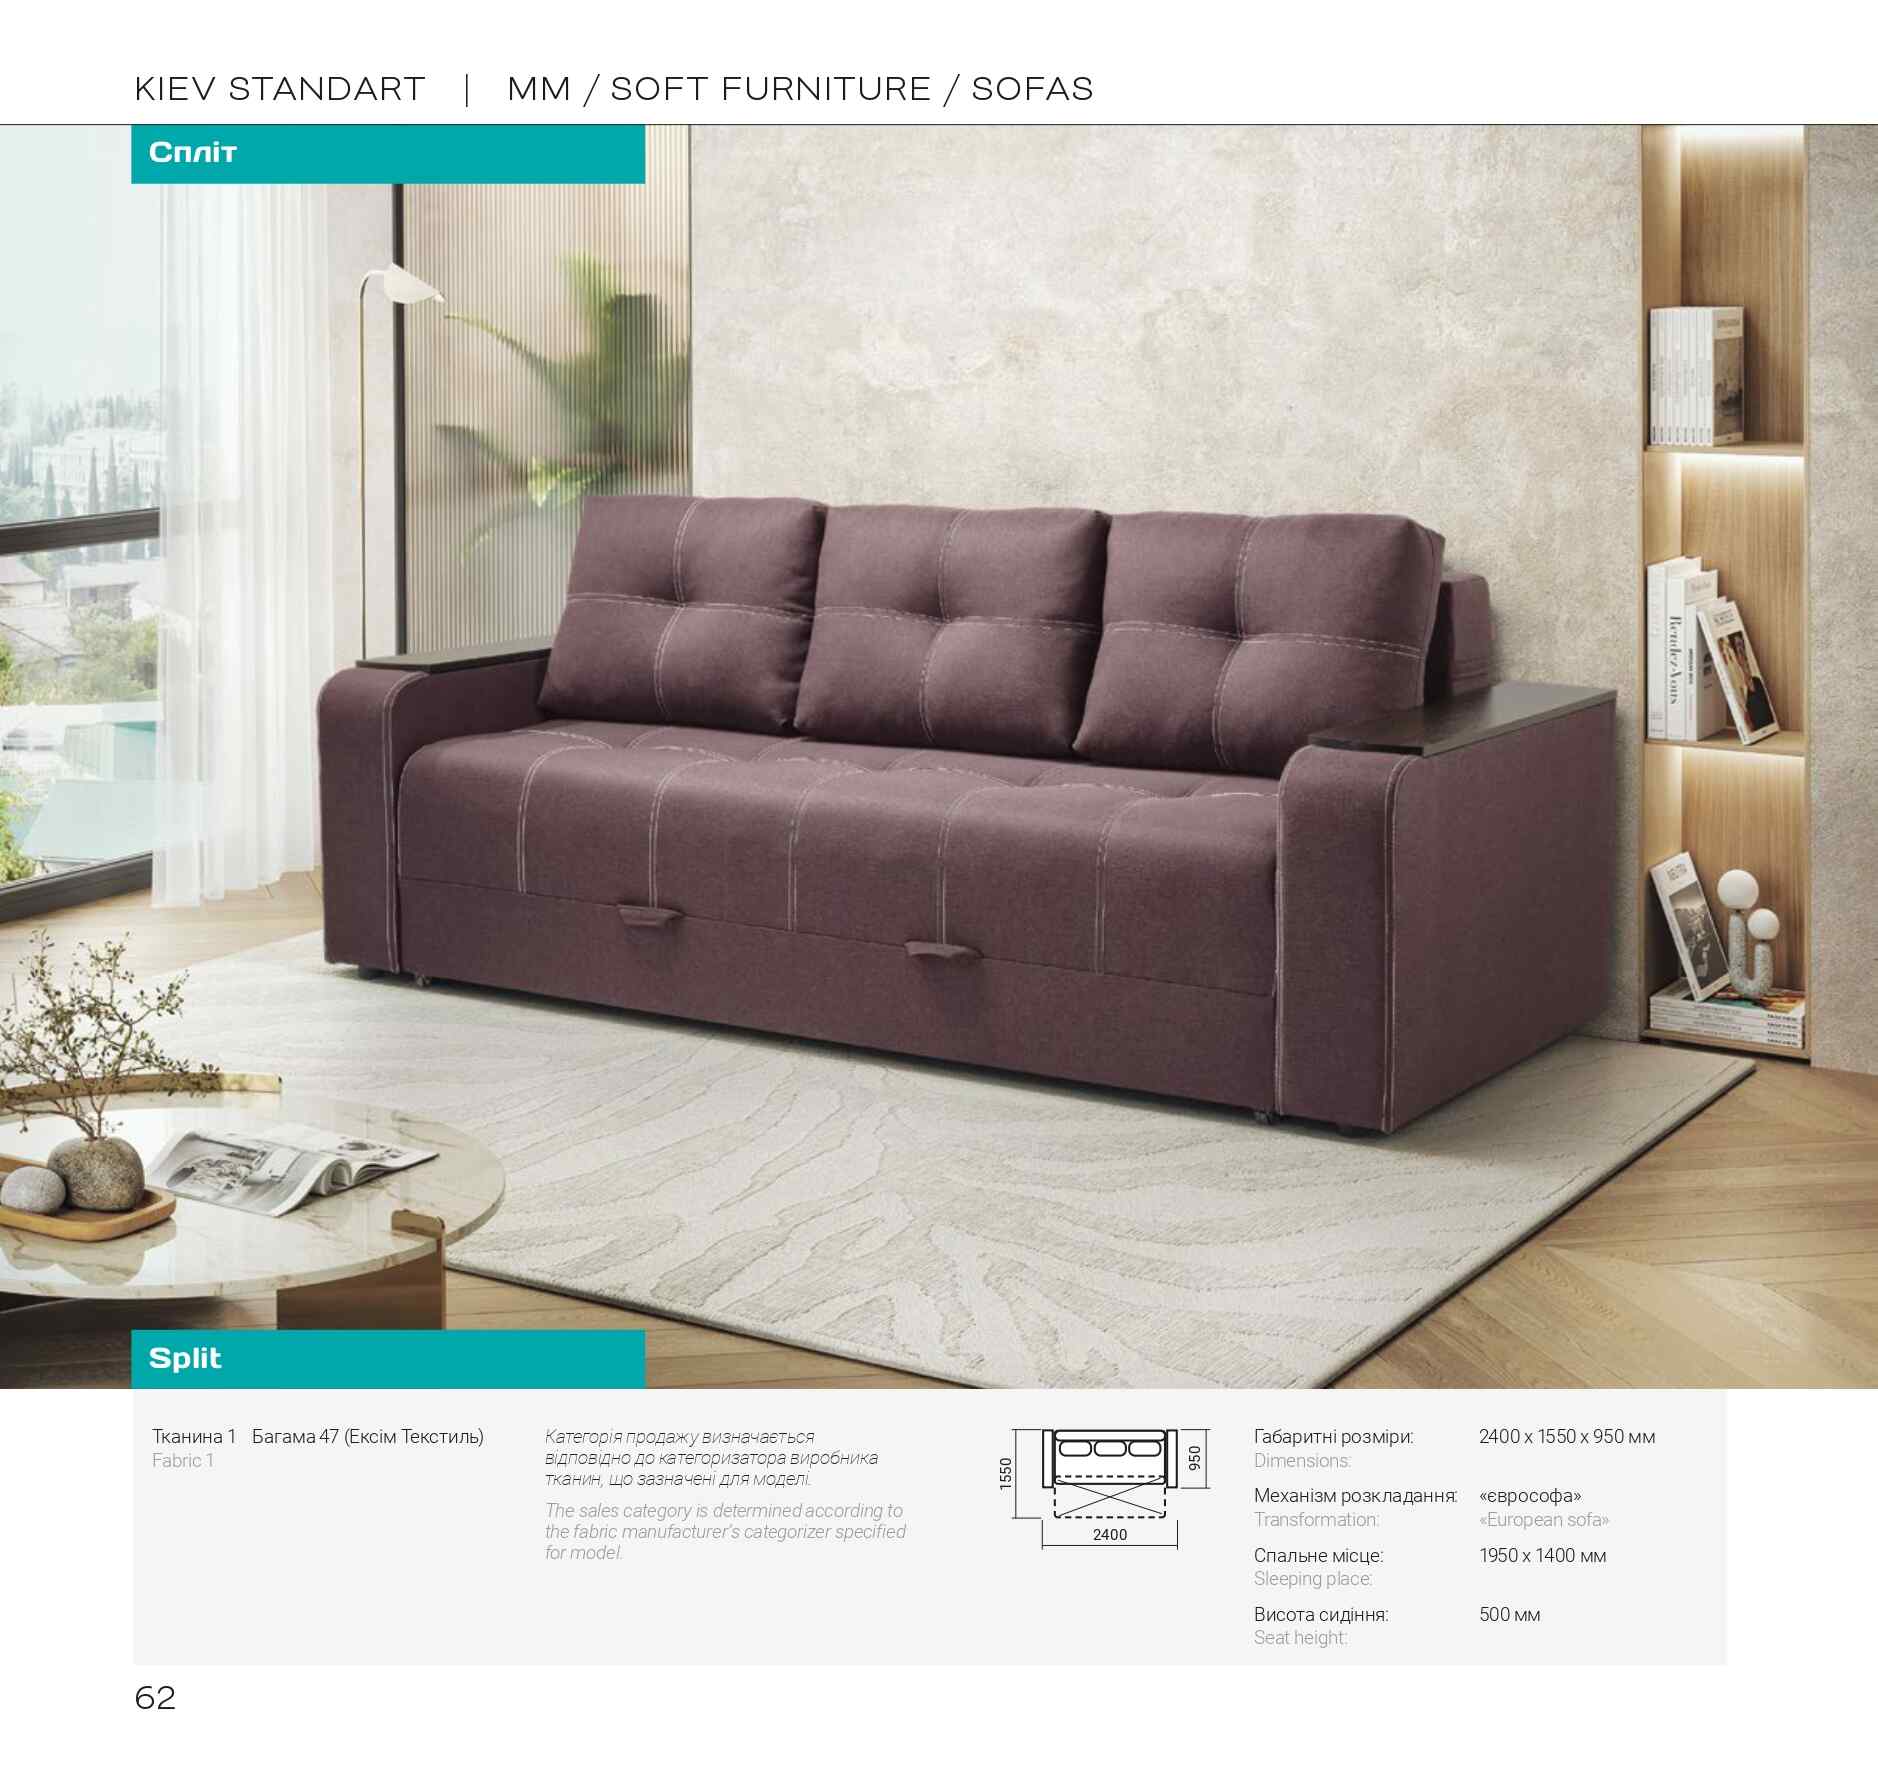 KIEV STANDART | MM / SOFT FURNITURE / SOFAS
Спліт
Rendez-Vous
NEUTRA
Split
Тканина 1 Багама 47 (Ексім Текстиль)
Fabric 1
Категорія продажу визначається
відповідно до категоризатора виробника
тканин, що зазначені для моделі.
The sales category is determined according to
the fabric manufacturer's categorizer specified
for model.
1550
950
2400
Габаритні розміри: 2400 x 1550 x 950 мм
Dimensions:
Механізм розкладання: «єврософа»
Transformation: «European sofa»
Спальне місце: 1950 x 1400 мм
Sleeping place:
Висота сидіння: 500 мм
Seat height:
62